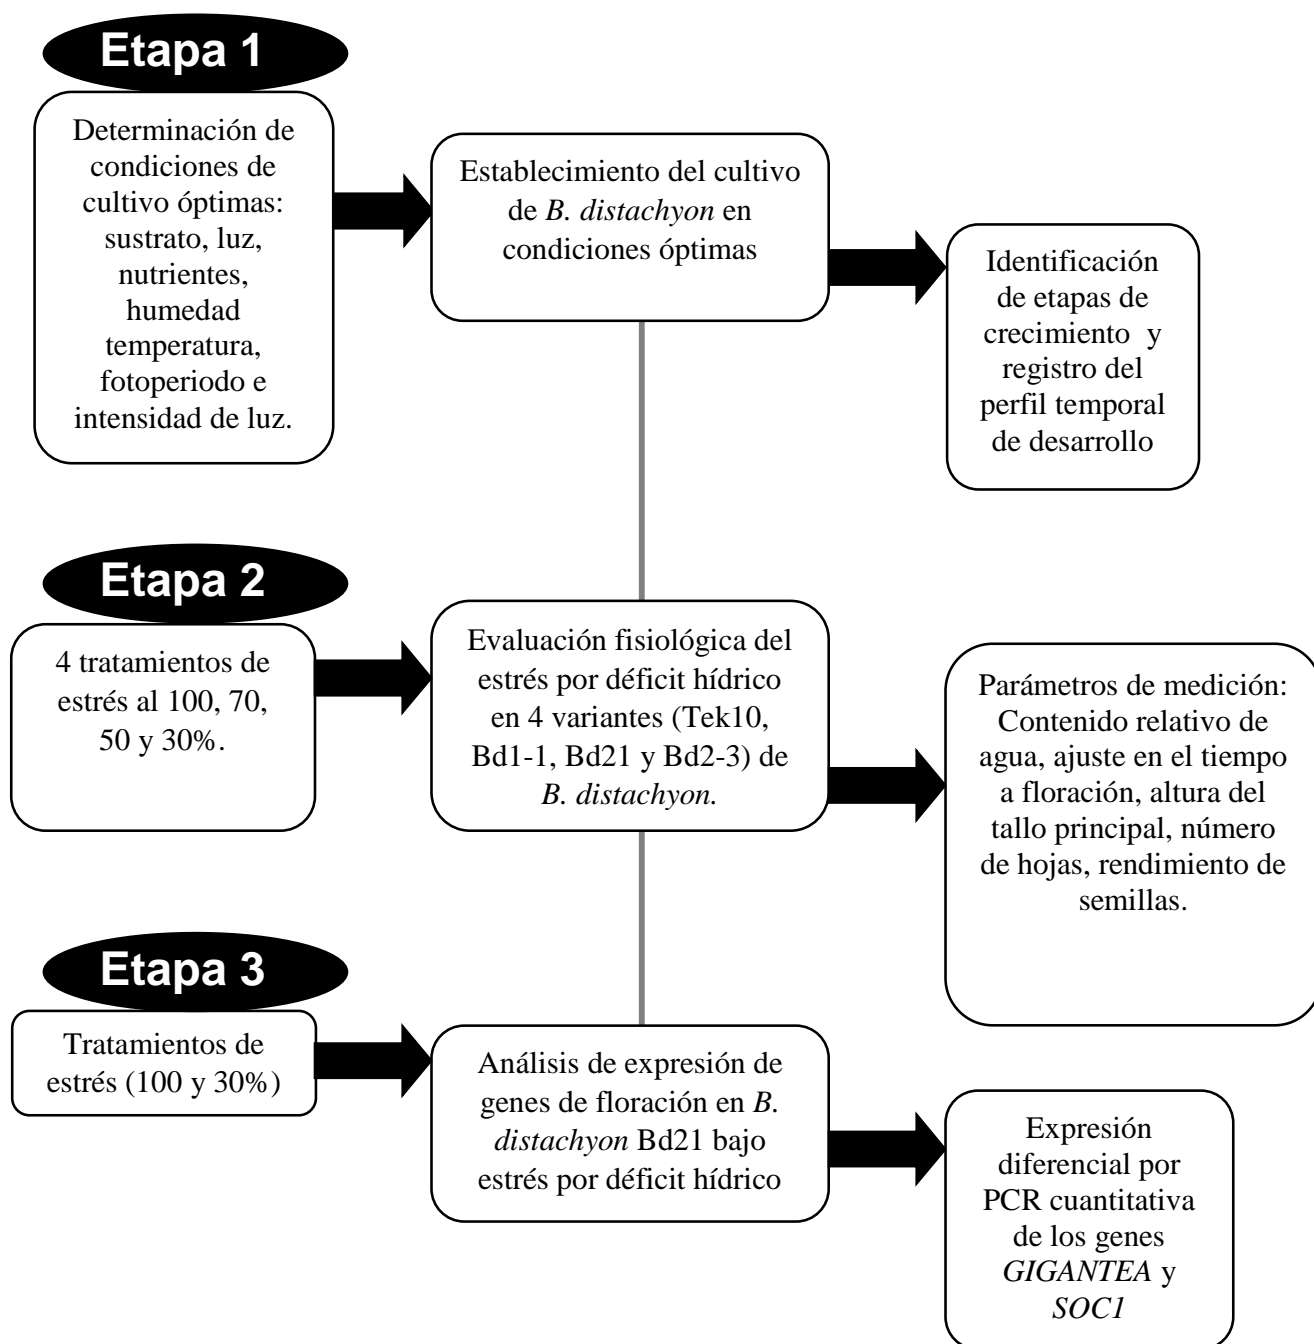 Etapa 1
Determinación de
condiciones de
cultivo óptimas:
sustrato, luz,
nutrientes,
humedad
temperatura,
fotoperiodo e
intensidad de luz.
Establecimiento del cultivo
de B. distachyon en
condiciones óptimas
Identificación
de etapas de
crecimiento y
registro del
perfil temporal
de desarrollo
Etapa 2
4 tratamientos de
estrés al 100, 70,
50 y 30%.
Evaluación fisiológica del
estrés por déficit hídrico
en 4 variantes (Tek10,
Bd1-1, Bd21 y Bd2-3) de
B. distachyon.
Parámetros de medición:
Contenido relativo de
agua, ajuste en el tiempo
a floración, altura del
tallo principal, número
de hojas, rendimiento de
semillas.
Etapa 3
Tratamientos de
estrés (100 y 30%)
Análisis de expresión de
genes de floración en B.
distachyon Bd21 bajo
estrés por déficit hídrico
Expresión
diferencial por
PCR cuantitativa
de los genes
GIGANTEA y
SOC1